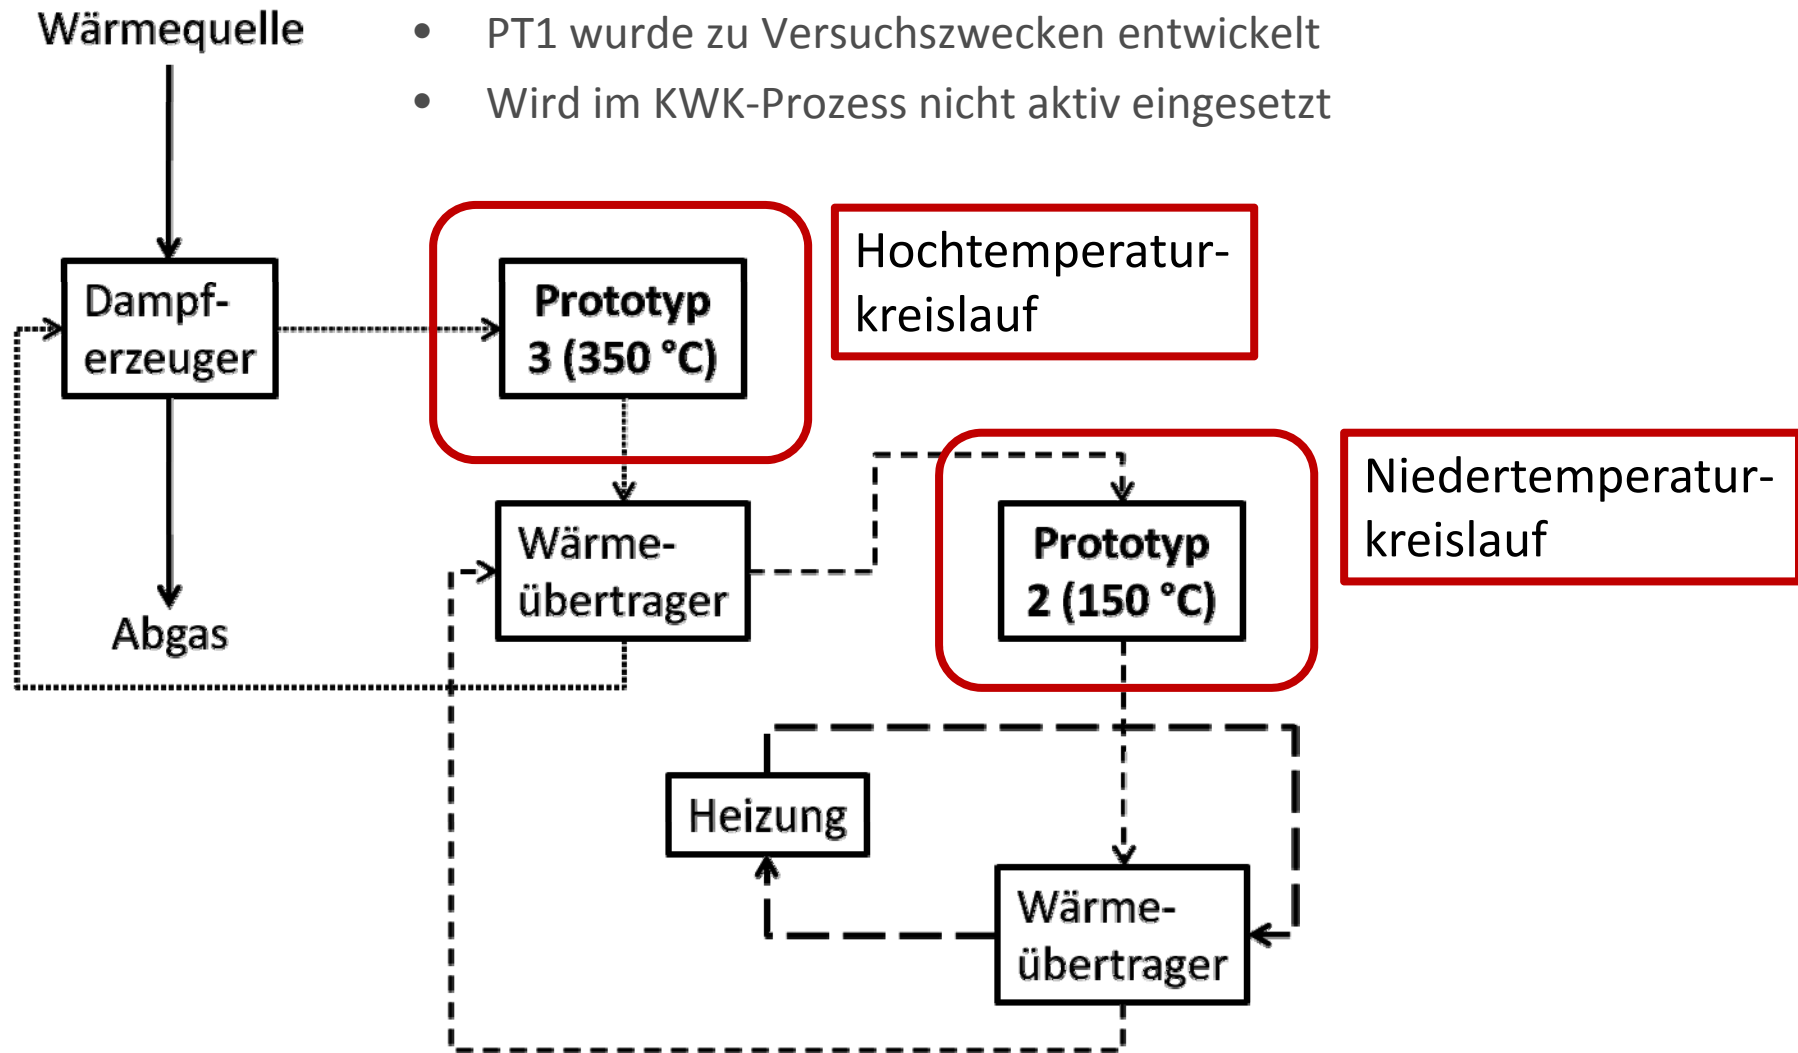 Wärmequelle
• PT1 wurde zu Versuchszwecken entwickelt
• Wird im KWK-Prozess nicht aktiv eingesetzt
Dampf-
erzeuger
Prototyp
3 (350 °C)
Hochtemperatur-
kreislauf
Abgas
Wärme-
übertrager
Prototyp
2 (150 °C)
Niedertemperatur-
kreislauf
Heizung
Wärme-
übertrager